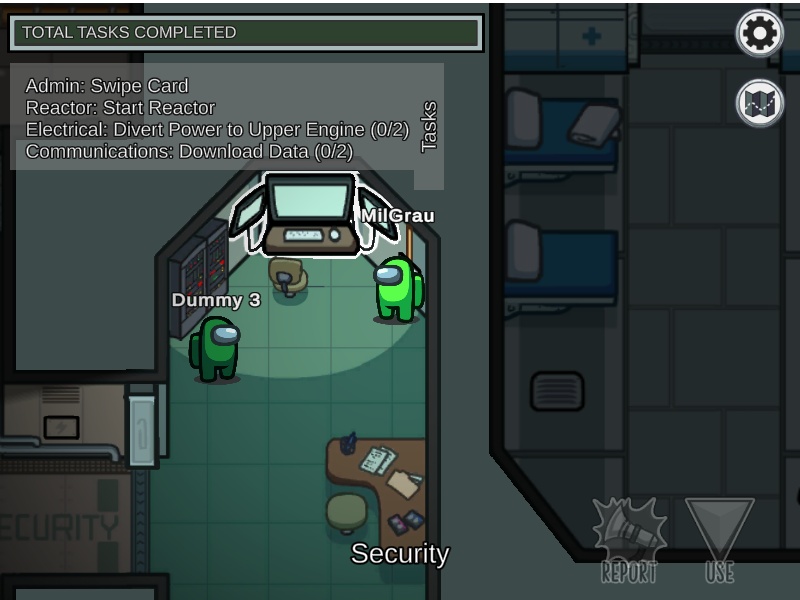 TOTAL TASKS COMPLETED
Admin: Swipe Card
Reactor: Start Reactor
Electrical: Divert Power to Upper Engine (0/2)
Communications: Download Data (0/2)
Tasks
MilGrau
Dummy 3
ECURITY
Security
REPORT
USE